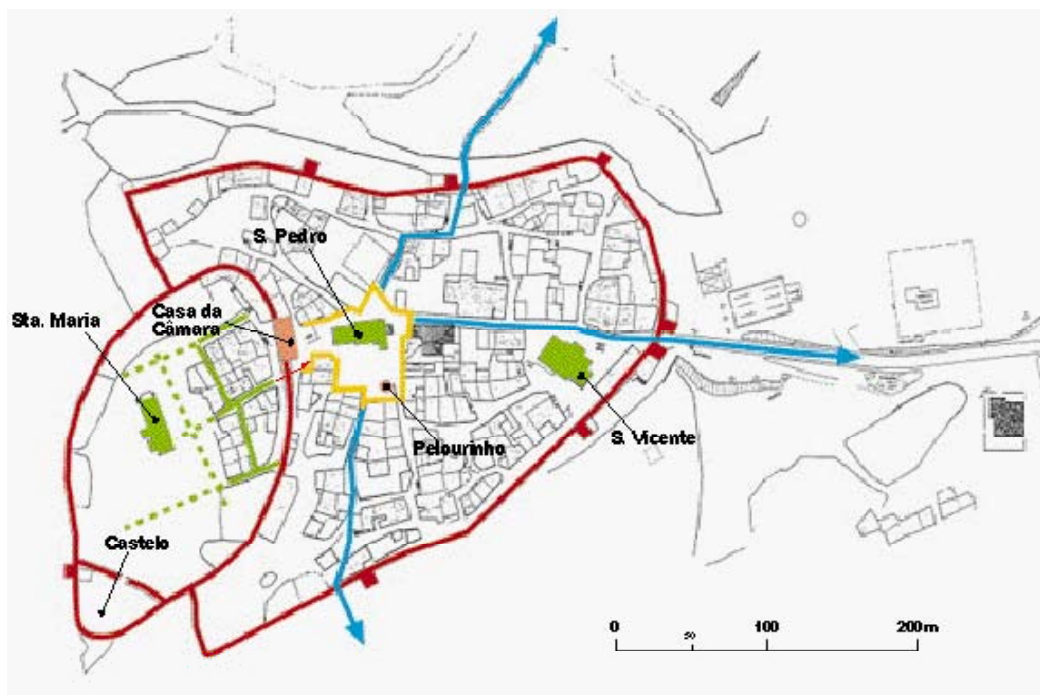 S. Pedro
Sta. Maria
Casa da
Câmara
Pelourinho
S. Vicente
Castelo
0
50
100
200m